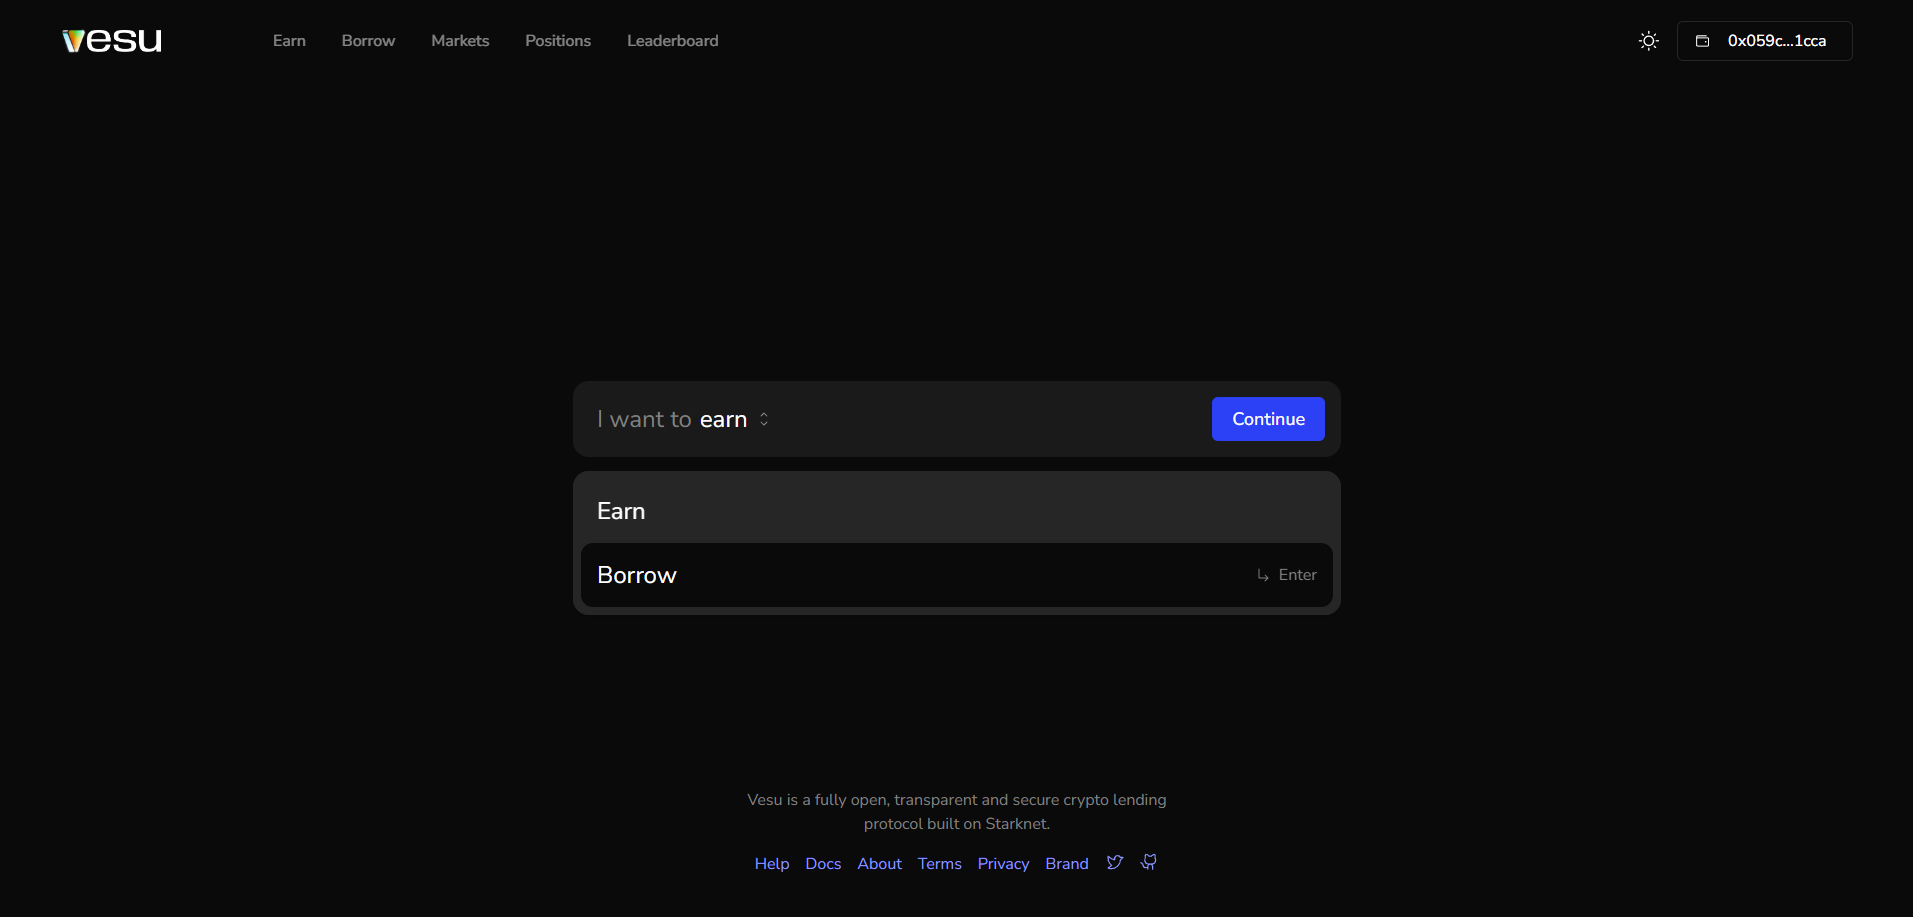 vesu
Earn Borrow Markets Positions Leaderboard
0x059c...1cca
I want to earn
Continue
Earn
Borrow
Enter
Vesu is a fully open, transparent and secure crypto lending
protocol built on Starknet.
Help Docs About Terms Privacy Brand